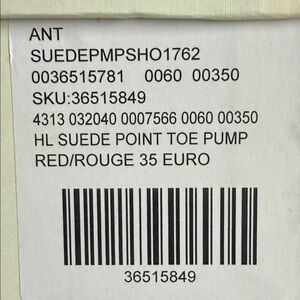 ANT
SUEDEPMPSHO1762
0036515781 0060 00350
SKU:36515849
4313 032040 0007566 0060 00350
HL SUEDE POINT TOE PUMP
RED/ROUGE 35 EURO
36515849